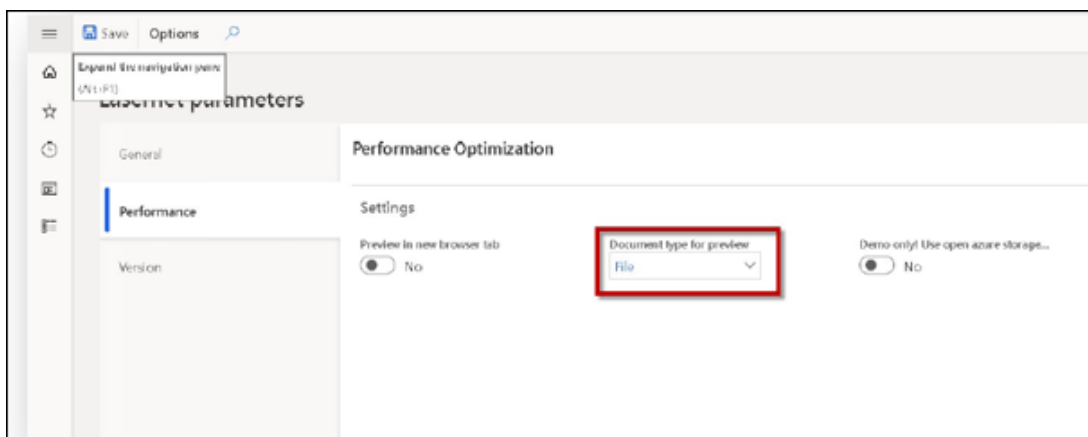 Save Options
Expand the navigation pane
Lasernet parameters
General
Performance
Version
Performance Optimization
Settings
Preview in new browser tab
No
Document type for preview
File
Demo only! Use open azure storage...
No